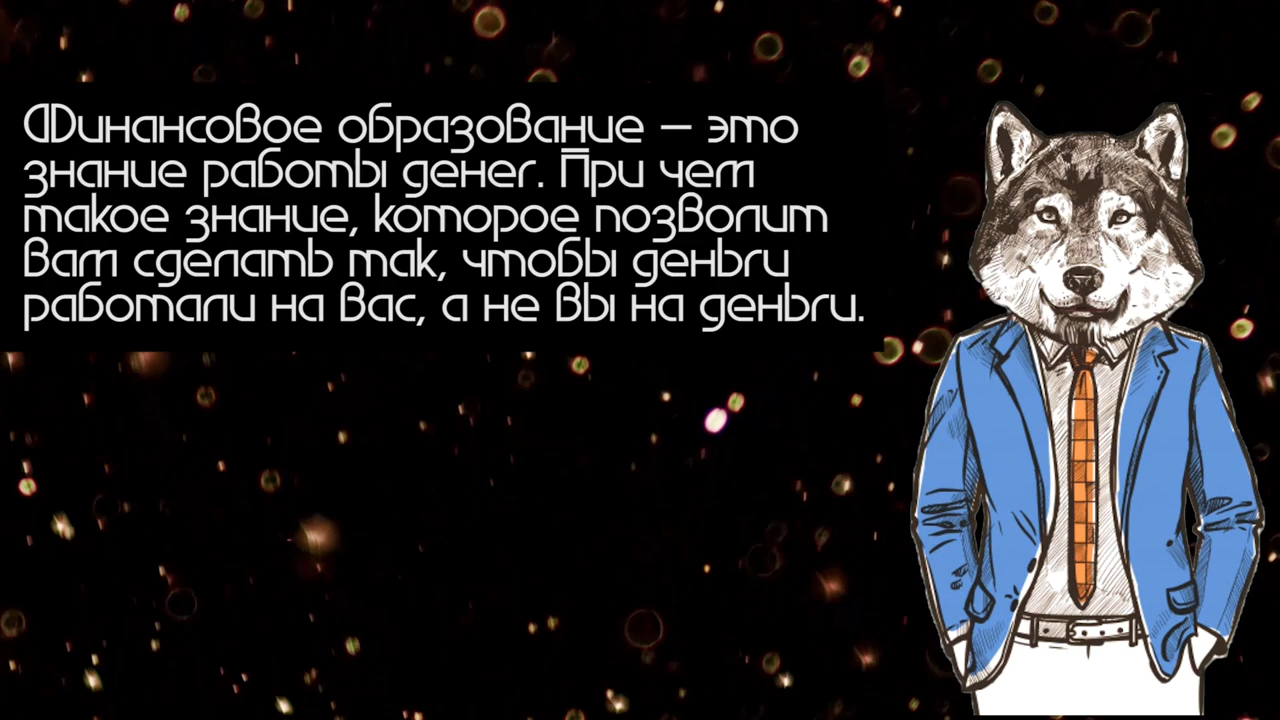 Финансовое образование – это
знание работы денег. При чем
такое знание, которое позволит
вам сделать так, чтобы деньги
работали на вас, а не вы на деньги.